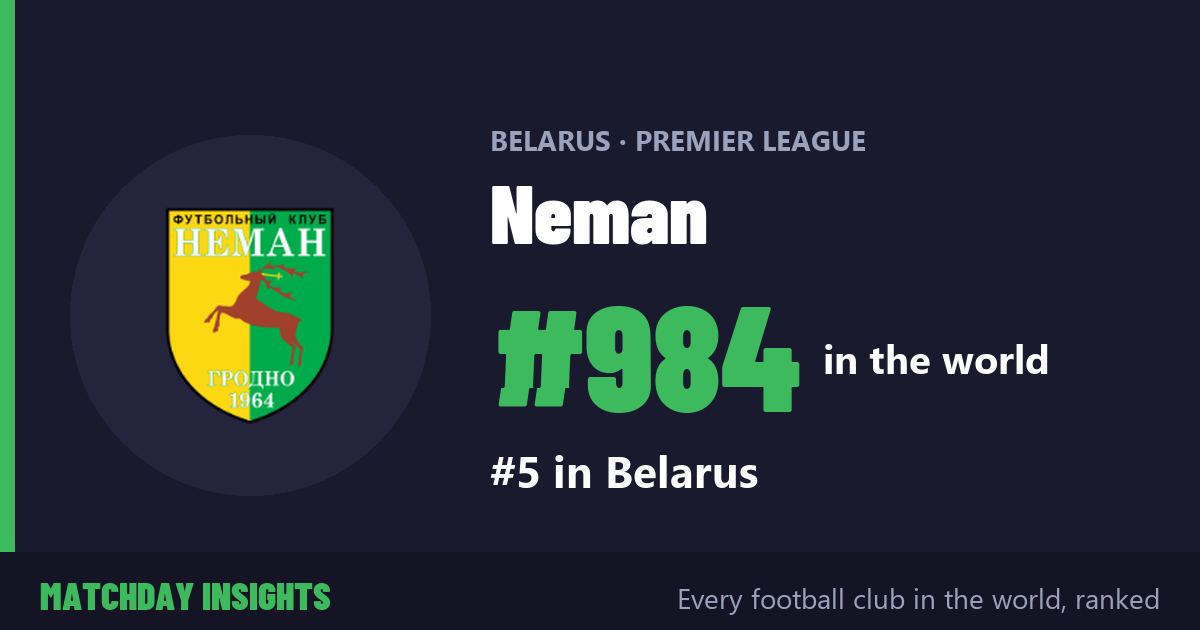 BELARUS · PREMIER LEAGUE
Neman
#984 in the world
#5 in Belarus
ФУТБОЛЬНЫЙ КЛУБ
НЕМАН
ГРОДНО
1964
MATCHDAY INSIGHTS
Every football club in the world, ranked